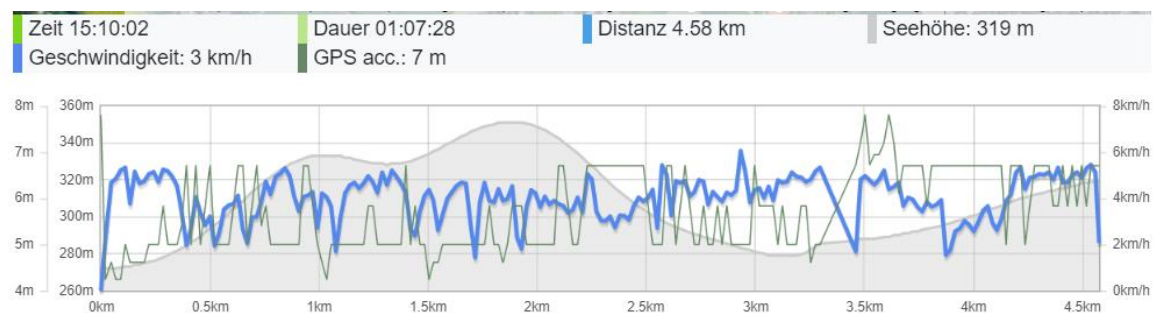 Zeit 15:10:02 Dauer 01:07:28 Distanz 4.58 km Seehöhe: 319 m
Geschwindigkeit: 3 km/h GPS acc.: 7 m
8m 360m 8km/h
340m
7m 6km/h
320m
6m 4km/h
300m
5m 2km/h
280m
4m 260m 0km/h
0km 0.5km 1km 1.5km 2km 2.5km 3km 3.5km 4km 4.5km